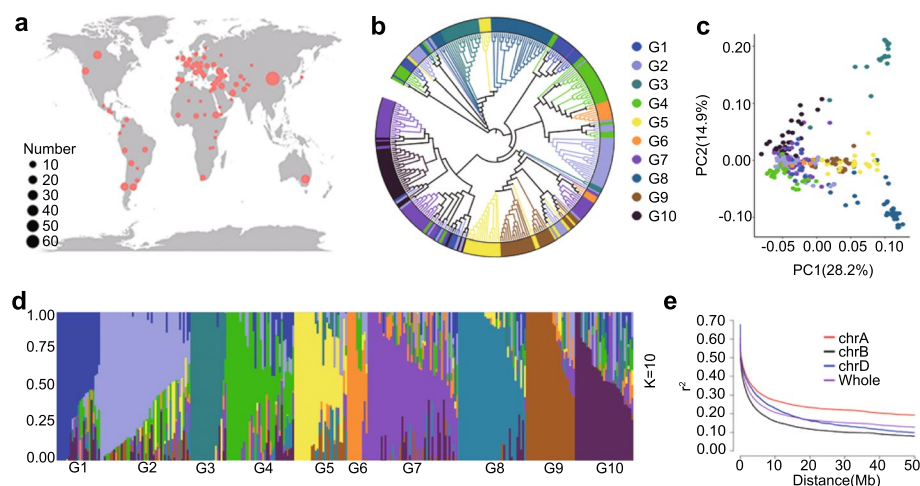 a
Number
10
20
30
40
50
60
b
G1
G2
G3
G4
G5
G6
G7
G8
G9
G10
c
PC2(14.9%)
0.20
0.10
0.00
-0.10
-0.05 0.00 0.05 0.10
PC1(28.2%)
d
1.00
0.75
0.50
0.25
0.00
G1 G2 G3 G4 G5 G6 G7 G8 G9 G10
K=10
e
r²
0.70
0.60
0.50
0.40
0.30
0.20
0.10
0.00
chrA
chrB
chrD
Whole
0 10 20 30 40 50
Distance(Mb)